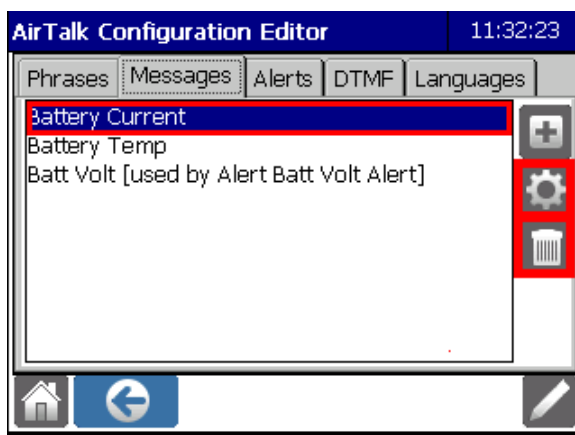 AirTalk Configuration Editor 11:32:23
Phrases Messages Alerts DTMF Languages
Battery Current
Battery Temp
Batt Volt [used by Alert Batt Volt Alert]